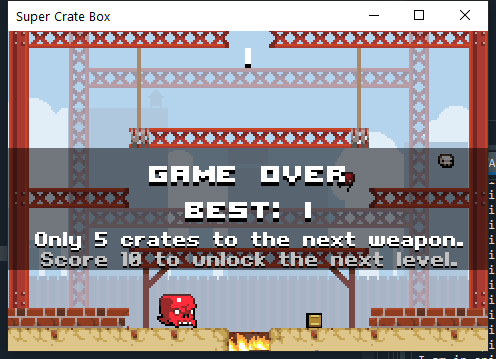 Super Crate Box
1
GAME OVER
BEST: 1
Only 5 crates to the next weapon.
Score 10 to unlock the next level.